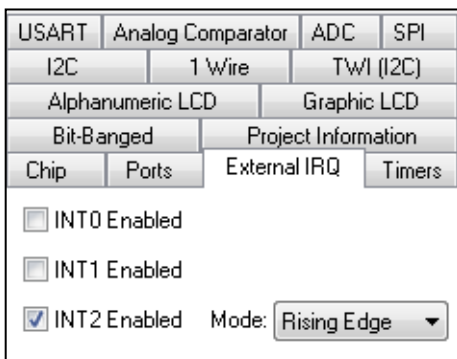 USART Analog Comparator ADC SPI
I2C 1 Wire TWI (I2C)
Alphanumeric LCD Graphic LCD
Bit-Banged Project Information
Chip Ports External IRQ Timers
INT0 Enabled
INT1 Enabled
INT2 Enabled Mode: Rising Edge